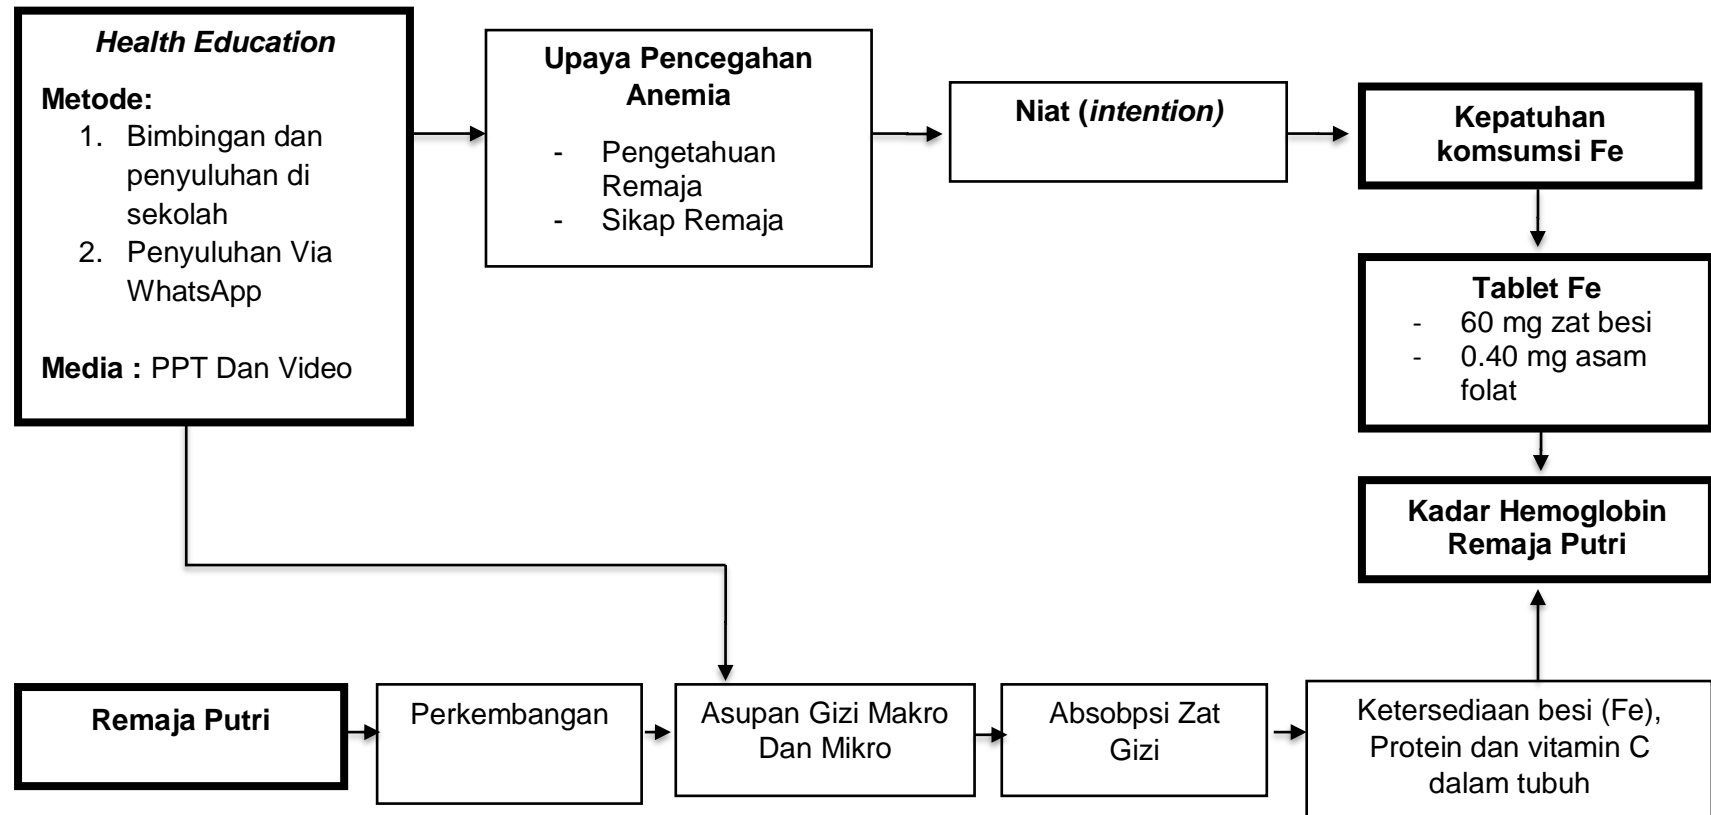 Health Education
Metode:
1. Bimbingan dan
penyuluhan di
sekolah
2. Penyuluhan Via
WhatsApp
Media : PPT Dan Video
Upaya Pencegahan
Anemia
- Pengetahuan
Remaja
- Sikap Remaja
Niat (intention)
Kepatuhan
komsumsi Fe
Tablet Fe
- 60 mg zat besi
- 0.40 mg asam
folat
Kadar Hemoglobin
Remaja Putri
Remaja Putri
Perkembangan
Asupan Gizi Makro
Dan Mikro
Absobpsi Zat
Gizi
Ketersediaan besi (Fe),
Protein dan vitamin C
dalam tubuh